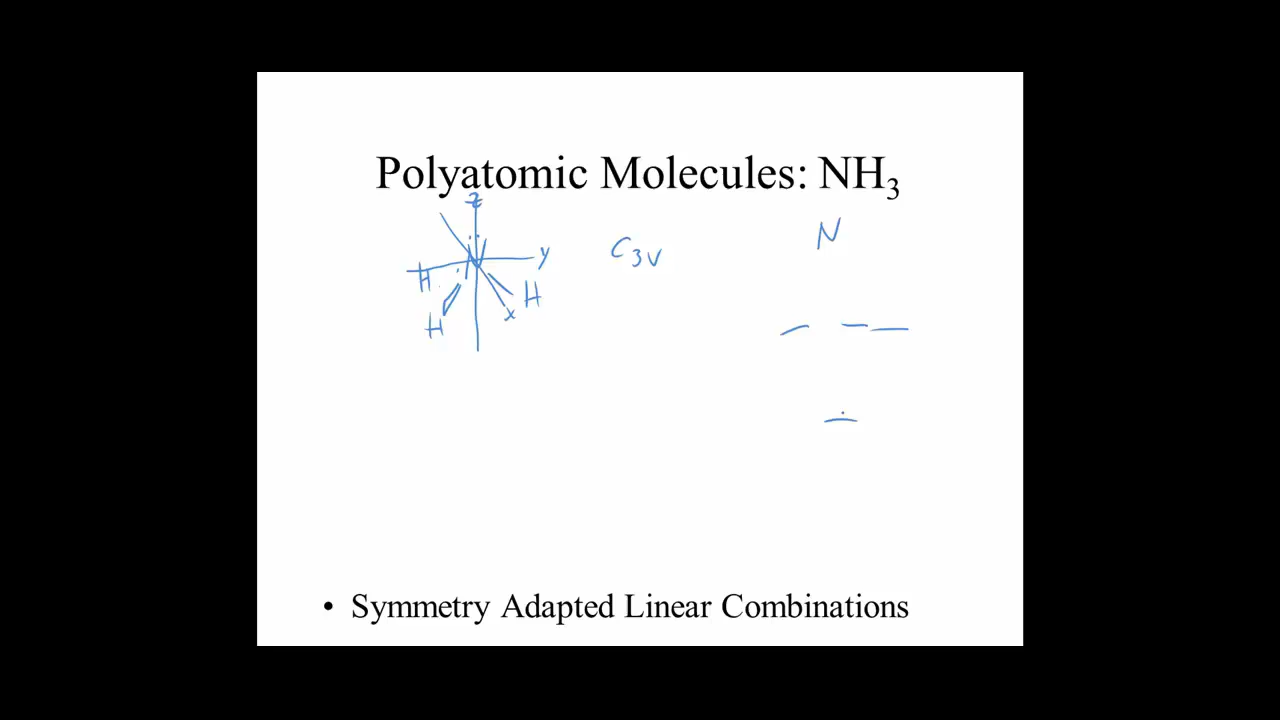 Polyatomic Molecules: NH₃
z
N
C₃ᵥ
N
y
H
H
x
H
• Symmetry Adapted Linear Combinations